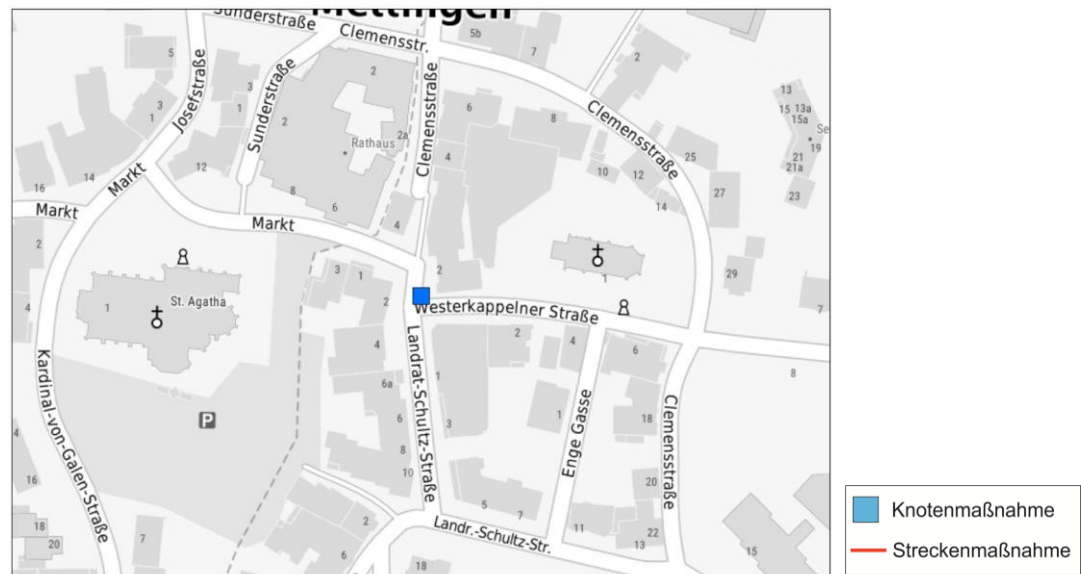 Mettingen
Sunderstraße
Clemensstr.
5b
7
2
5
3
1
Josefstraße
3
1
Sunderstraße
2
2
Rathaus
2a
Clemensstraße
6
8
4
Clemensstraße
13
15
13a
15a
Se
19
21
21a
23
25
27
10
12
14
16
14
12
Markt
Markt
8
6
4
Markt
2
4
St. Agatha
1
3
1
2
2
1
29
7
Westerkappelner Straße
Landrat-Schultz-Straße
4
6a
6
8
10
1
3
2
4
6
8
1
18
Enge Gasse
Clemensstraße
Kardinal-von-Galen-Straße
P
4
16
18
20
7
2
6
5
7
Landr.-Schultz-Str.
11
13
20
22
15
18
Knotenmaßnahme
Streckenmaßnahme